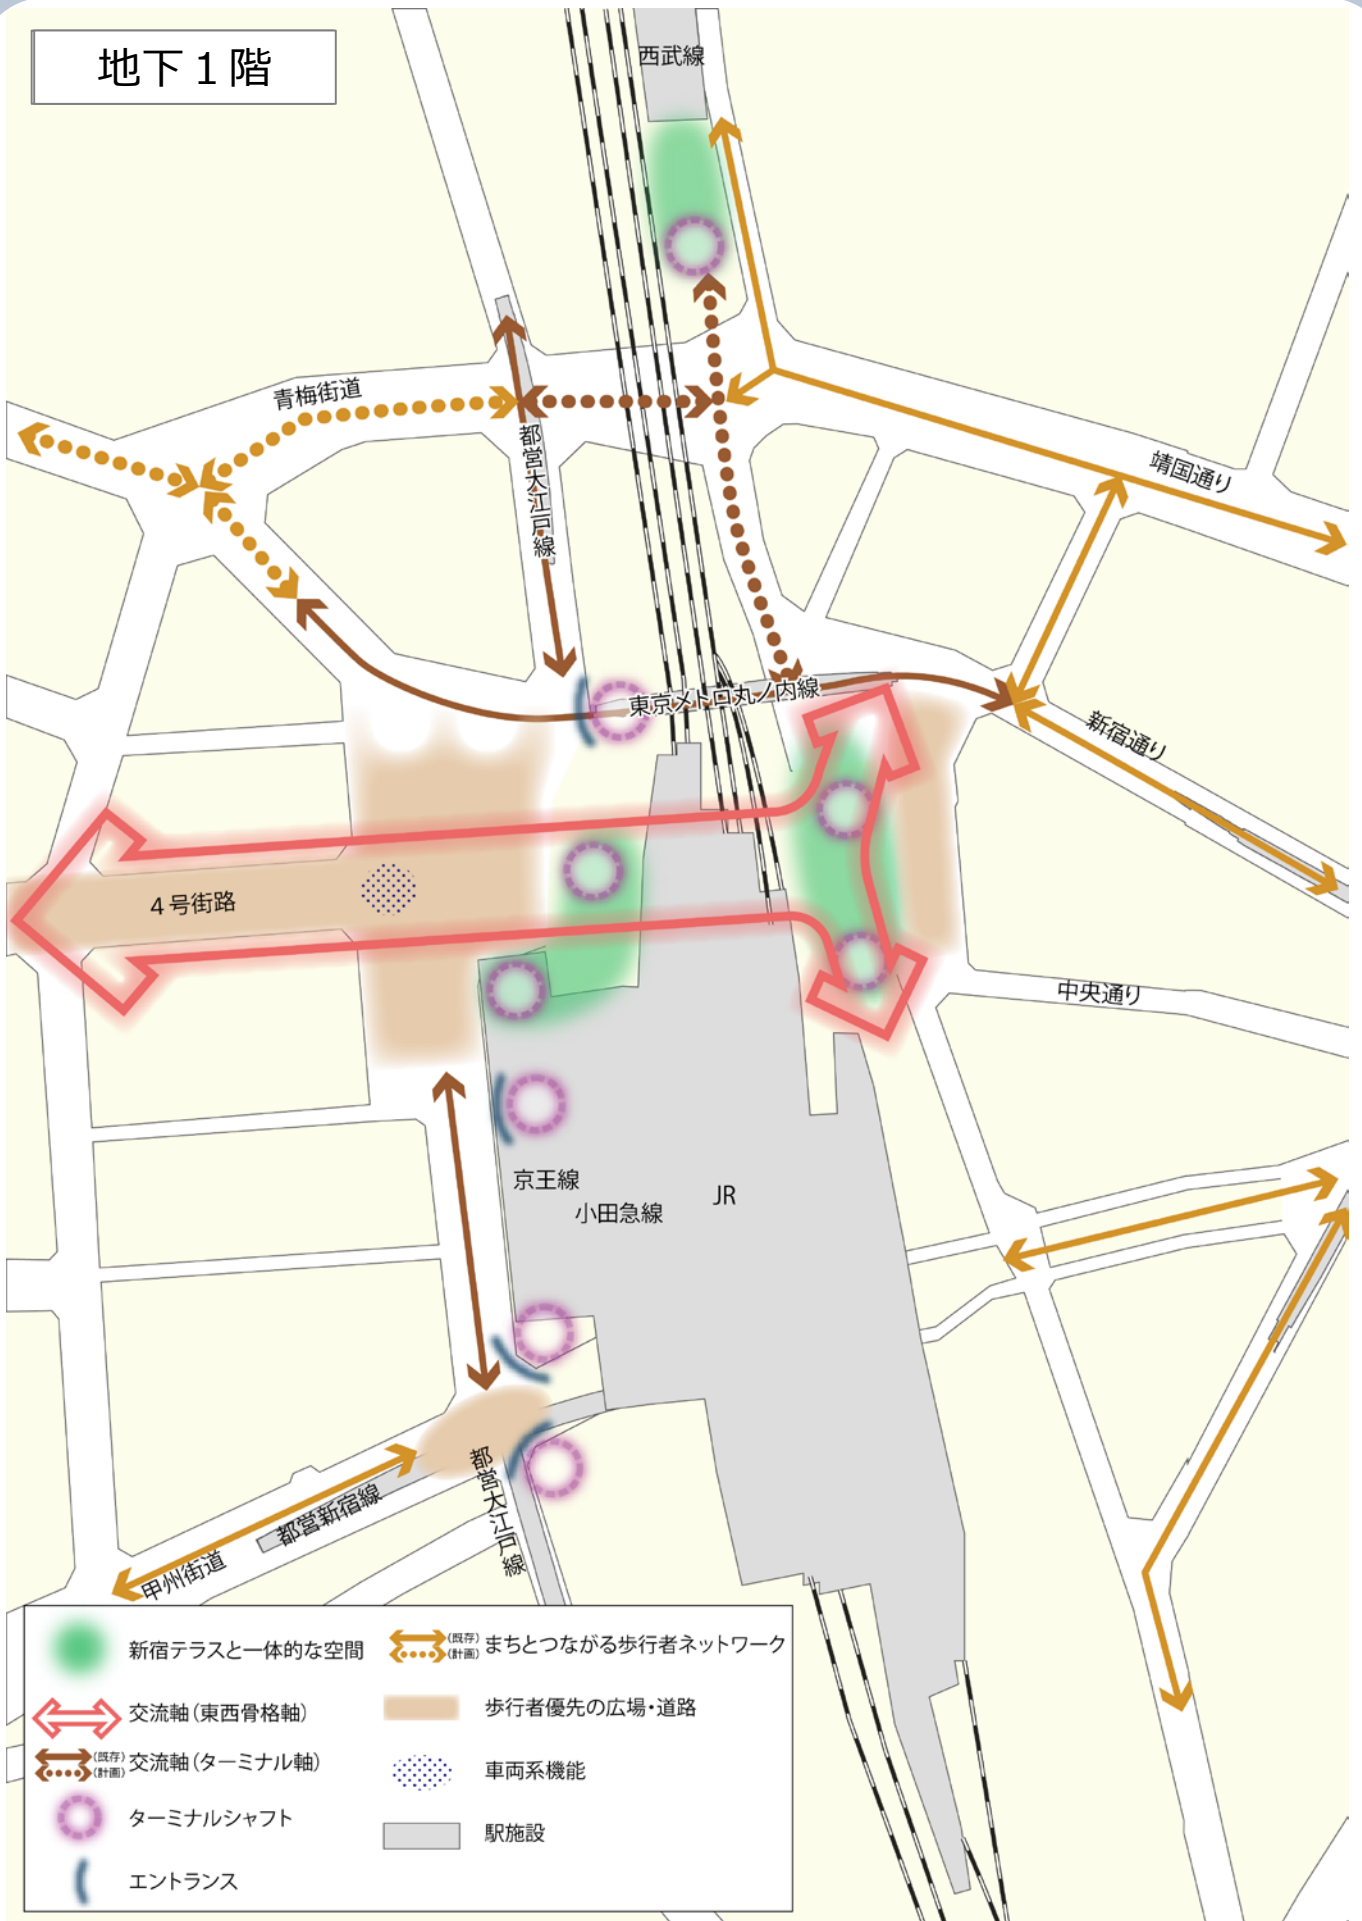 地下１階
西武線
青梅街道
都営大江戸線
靖国通り
東京メトロ丸ノ内線
新宿通り
４号街路
中央通り
京王線
小田急線
JR
都営大江戸線
都営新宿線
甲州街道
新宿テラスと一体的な空間
交流軸（東西骨格軸）
(既存)
(計画)
交流軸（ターミナル軸）
ターミナルシャフト
エントランス
(既存)
(計画)
まちとつながる歩行者ネットワーク
歩行者優先の広場・道路
車両系機能
駅施設